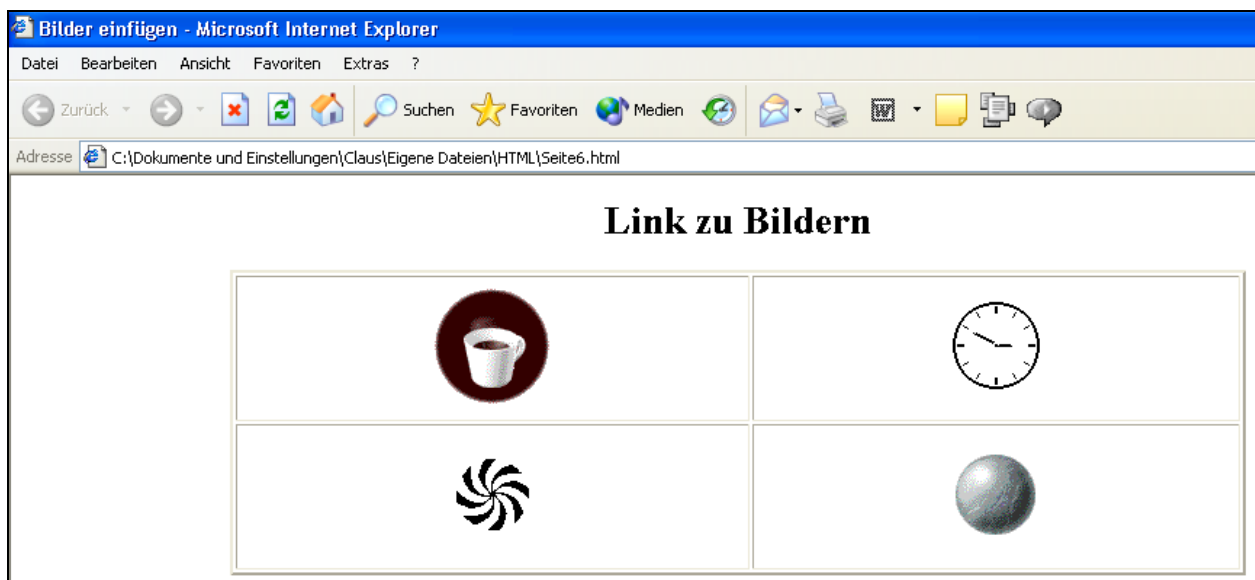 Bilder einfügen - Microsoft Internet Explorer
Datei Bearbeiten Ansicht Favoriten Extras ?
Zurück Suchen Favoriten Medien
Adresse C:\Dokumente und Einstellungen\Claus\Eigene Dateien\HTML\Seite6.html
Link zu Bildern